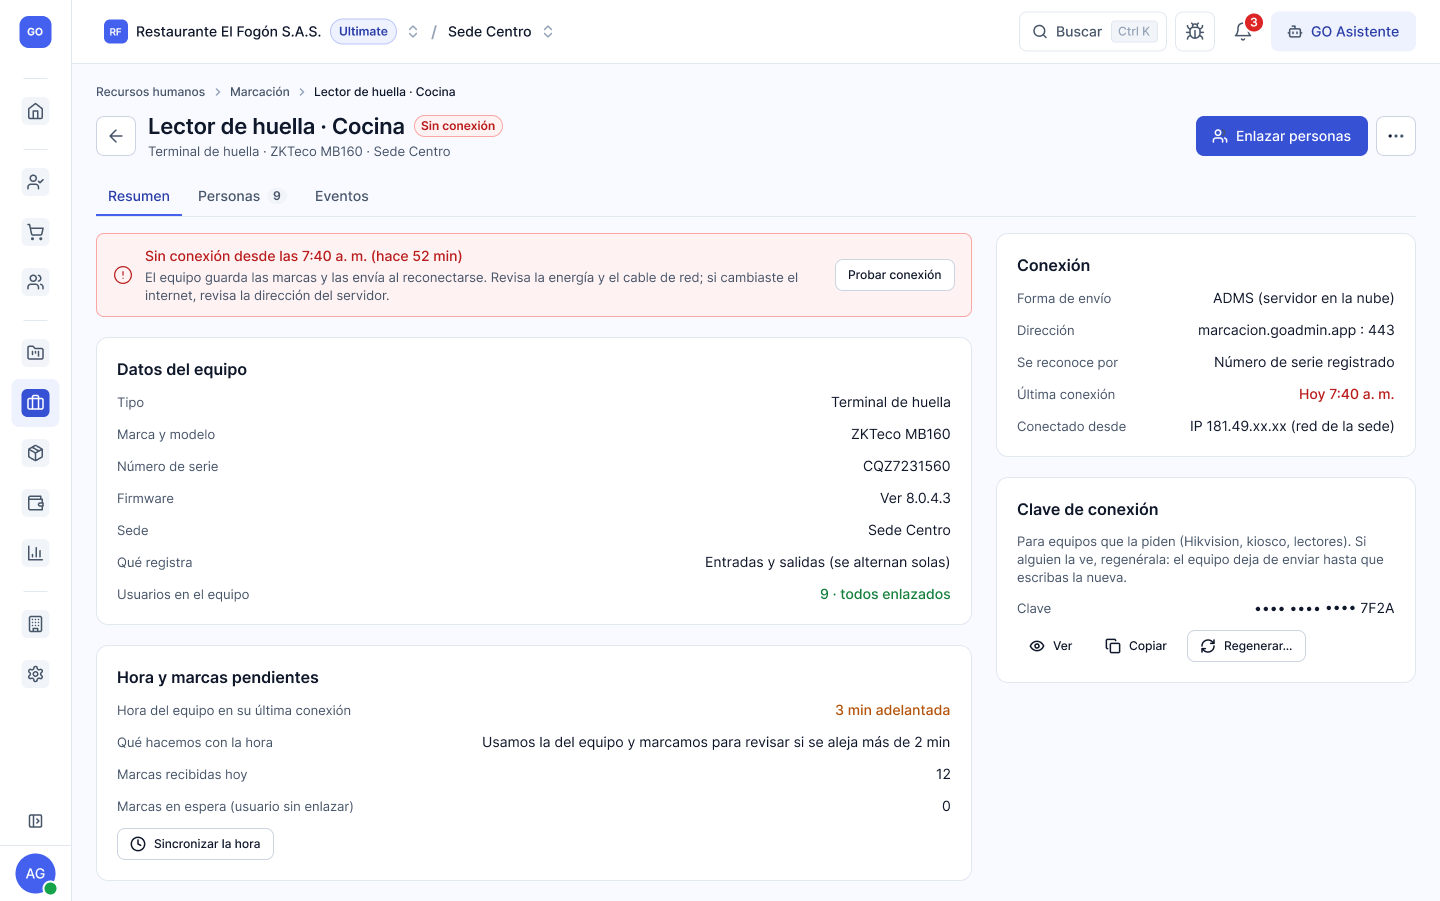 GO
RF Restaurante El Fogón S.A.S. Ultimate / Sede Centro
Buscar Ctrl K
3
GO Asistente
Recursos humanos > Marcación > Lector de huella · Cocina
Lector de huella · Cocina Sin conexión
Terminal de huella · ZKTeco MB160 · Sede Centro
Enlazar personas
Resumen Personas 9 Eventos
Sin conexión desde las 7:40 a. m. (hace 52 min)
El equipo guarda las marcas y las envía al reconectarse. Revisa la energía y el cable de red; si cambiaste el
internet, revisa la dirección del servidor.
Probar conexión
Datos del equipo
Tipo Terminal de huella
Marca y modelo ZKTeco MB160
Número de serie CQZ7231560
Firmware Ver 8.0.4.3
Sede Sede Centro
Qué registra Entradas y salidas (se alternan solas)
Usuarios en el equipo 9 · todos enlazados
Hora y marcas pendientes
Hora del equipo en su última conexión 3 min adelantada
Qué hacemos con la hora Usamos la del equipo y marcamos para revisar si se aleja más de 2 min
Marcas recibidas hoy 12
Marcas en espera (usuario sin enlazar) 0
Sincronizar la hora
Conexión
Forma de envío ADMS (servidor en la nube)
Dirección marcacion.goadmin.app : 443
Se reconoce por Número de serie registrado
Última conexión Hoy 7:40 a. m.
Conectado desde IP 181.49.xx.xx (red de la sede)
Clave de conexión
Para equipos que la piden (Hikvision, kiosco, lectores). Si
alguien la ve, regenérala: el equipo deja de enviar hasta que
escribas la nueva.
Clave •••• •••• •••• 7F2A
Ver Copiar Regenerar...
AG